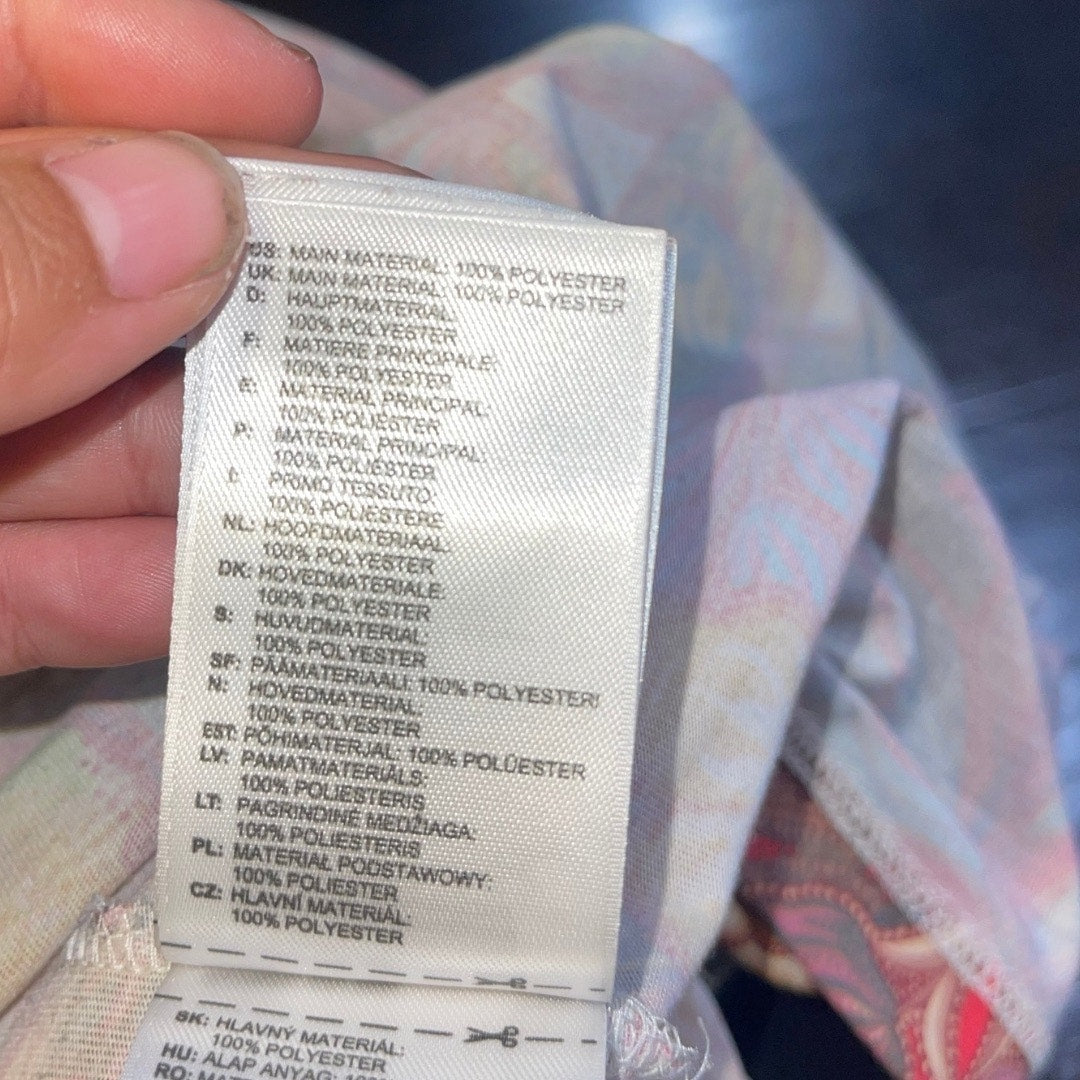 US: MAIN MATERIAL: 100% POLYESTER
UK: MAIN MATERIAL: 100% POLYESTER
D: HAUPTMATERIAL:
100% POLYESTER
F: MATIERE PRINCIPALE:
100% POLYESTER
E: MATERIAL PRINCIPAL:
100% POLIESTER
P: MATERIAL PRINCIPAL:
100% POLIÉSTER
I: PRIMO TESSUTO:
100% POLIESTERE
NL: HOOFDMATERIAAL:
100% POLYESTER
DK: HOVEDMATERIALE:
100% POLYESTER
S: HUVUDMATERIAL:
100% POLYESTER
SF: PÄÄMATERIAALI: 100% POLYESTERI
N: HOVEDMATERIAL:
100% POLYESTER
EST: PÕHIMATERJAL: 100% POLÜESTER
LV: PAMATMATERIĀLS:
100% POLIESTERIS
LT: PAGRINDINĖ MEDŽIAGA:
100% POLIESTERIS
PL: MATERIAŁ PODSTAWOWY:
100% POLIESTER
CZ: HLAVNÍ MATERIÁL:
100% POLYESTER
SK: HLAVNÝ MATERIÁL:
100% POLYESTER
HU: ALAP ANYAG:
RO: